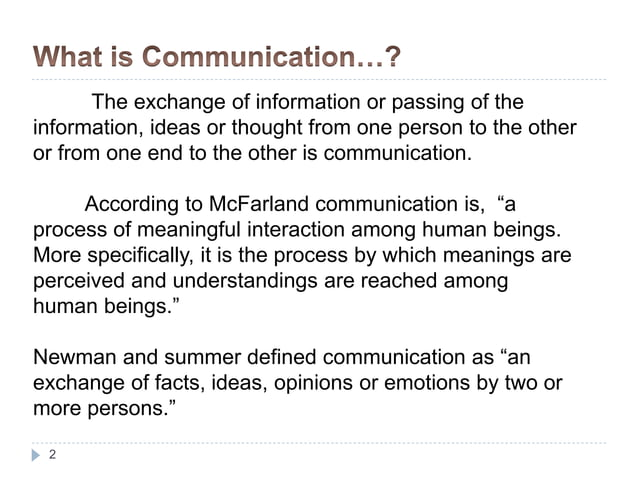 What is Communication…?
The exchange of information or passing of the
information, ideas or thought from one person to the other
or from one end to the other is communication.
According to McFarland communication is,  “a
process of meaningful interaction among human beings.
More specifically, it is the process by which meanings are
perceived and understandings are reached among
human beings.”
Newman and summer defined communication as “an
exchange of facts, ideas, opinions or emotions by two or
more persons.”
2